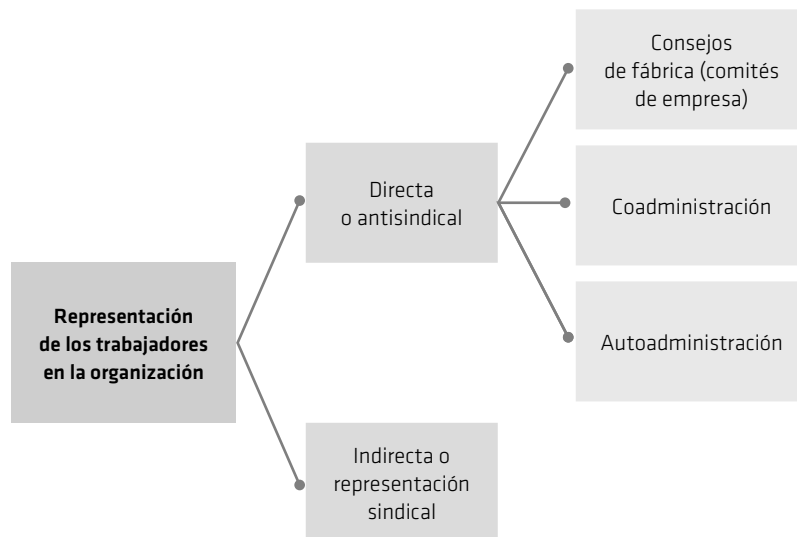 Representación
de los trabajadores
en la organización
Directa
o antisindical
Consejos
de fábrica (comités
de empresa)
Coadministración
Autoadministración
Indirecta o
representación
sindical